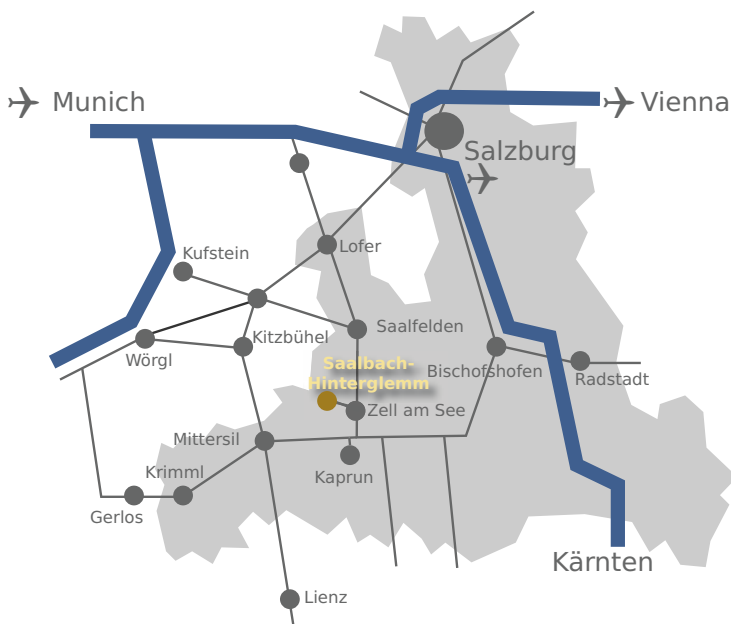 Munich
Vienna
Salzburg
Lofer
Kufstein
Saalfelden
Kitzbühel
Wörgl
Saalbach-
Hinterglemm
Bischofshofen
Radstadt
Zell am See
Mittersil
Krimml
Kaprun
Gerlos
Kärnten
Lienz